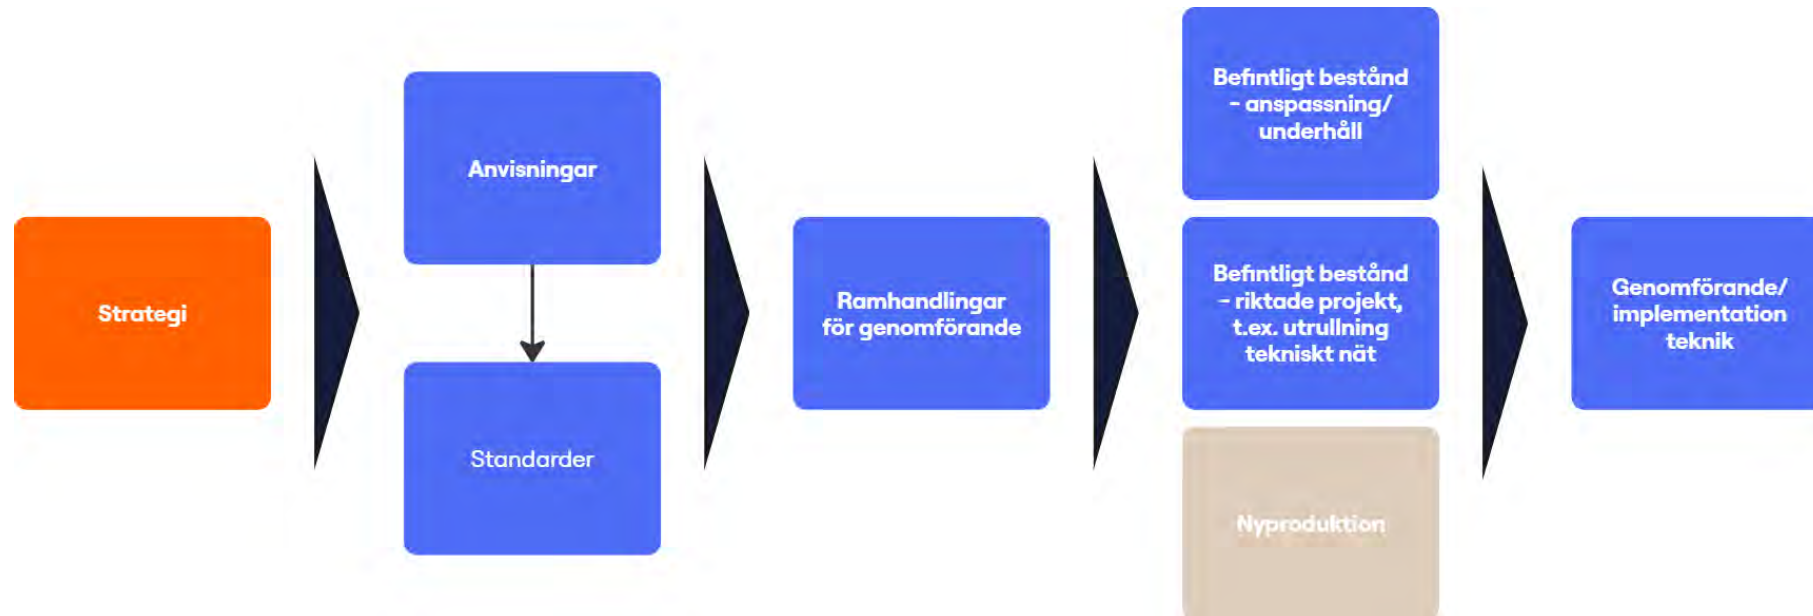 Strategi
Anvisningar
Standarder
Ramhandlingar
för genomförande
Befintligt bestånd
– anspassning/
underhåll
Befintligt bestånd
– riktade projekt,
t.ex. utrullning
tekniskt nät
Nyproduktion
Genomförande/
implementation
teknik